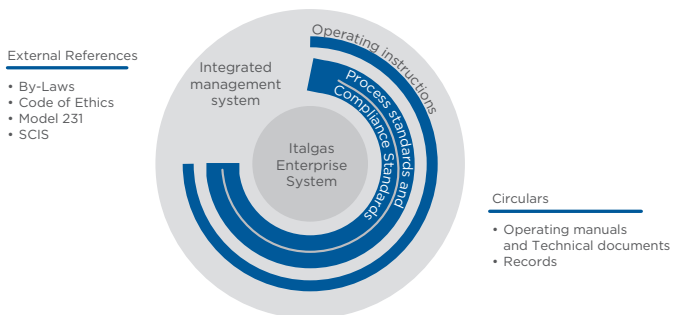 External References
• By-Laws
• Code of Ethics
• Model 231
• SCIS
Integrated
management
system
Operating instructions
Process standards and
Compliance Standards
Italgas
Enterprise
System
Circulars
• Operating manuals
and Technical documents
• Records